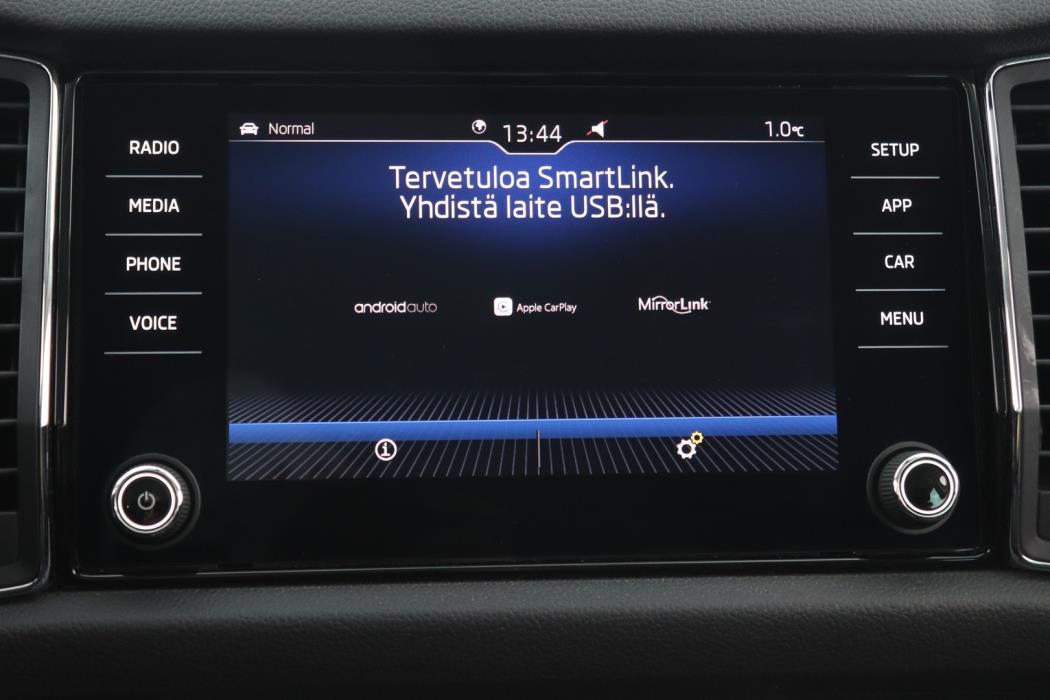 Normal
13:44
1.0°C
RADIO
MEDIA
PHONE
VOICE
Tervetuloa SmartLink.
Yhdistä laite USB:llä.
androidauto
Apple CarPlay
MirrorLink
SETUP
APP
CAR
MENU